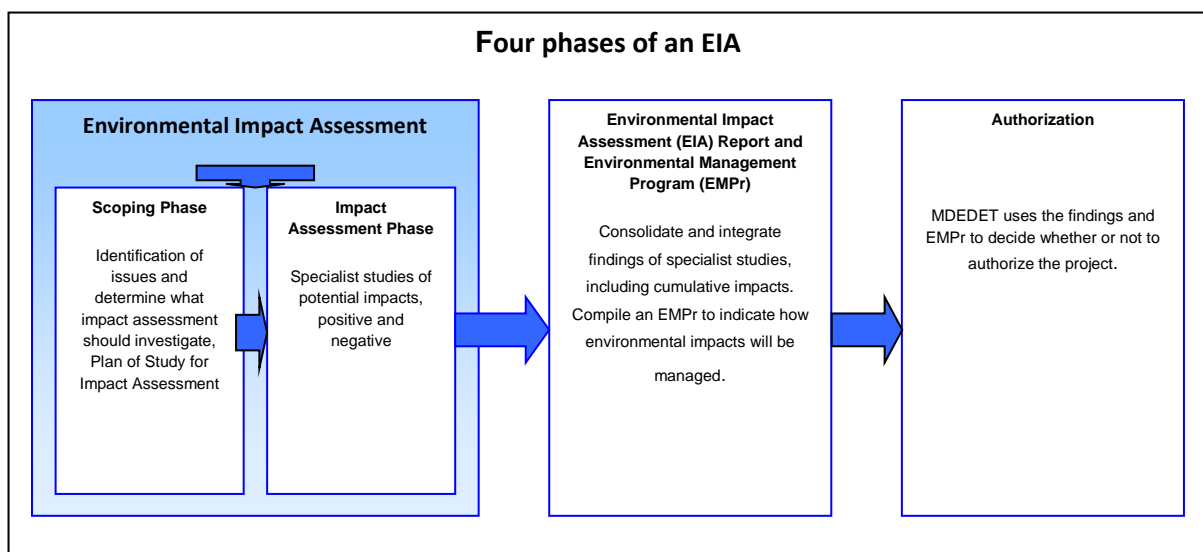 Four phases of an EIA
Environmental Impact Assessment
Scoping Phase
Identification of
issues and
determine what
impact assessment
should investigate,
Plan of Study for
Impact Assessment
Impact
Assessment Phase
Specialist studies of
potential impacts,
positive and
negative
Environmental Impact
Assessment (EIA) Report and
Environmental Management
Program (EMPr)
Consolidate and integrate
findings of specialist studies,
including cumulative impacts.
Compile an EMPr to indicate how
environmental impacts will be
managed.
Authorization
MDEDET uses the findings and
EMPr to decide whether or not to
authorize the project.